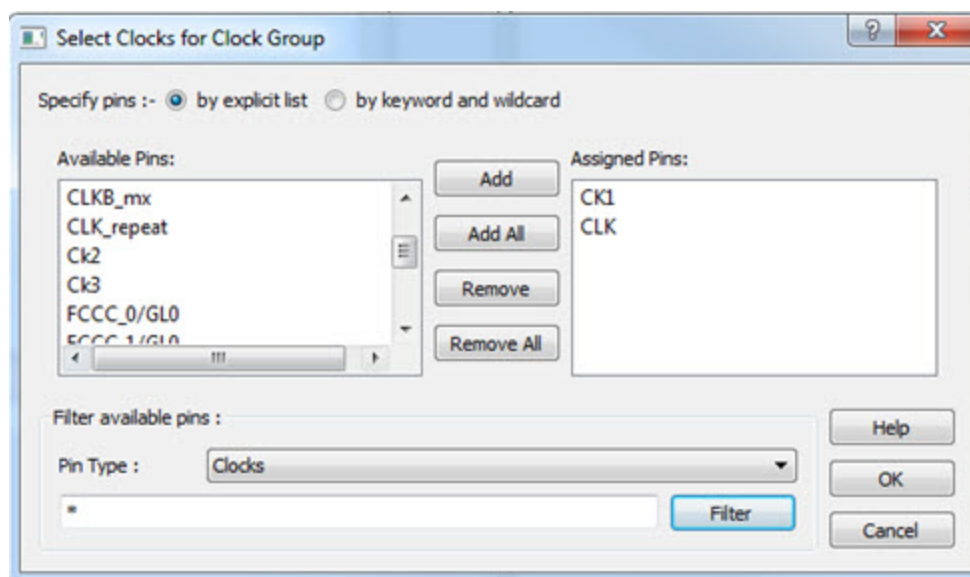 Select Clocks for Clock Group
Specify pins :- by explicit list by keyword and wildcard
Available Pins:
CLKB_mx
CLK_repeat
Ck2
Ck3
FCCC_0/GL0
FCCC_1/GL0
Add
Add All
Remove
Remove All
Assigned Pins:
CK1
CLK
Filter available pins :
Pin Type : Clocks
*
Filter
Help
OK
Cancel